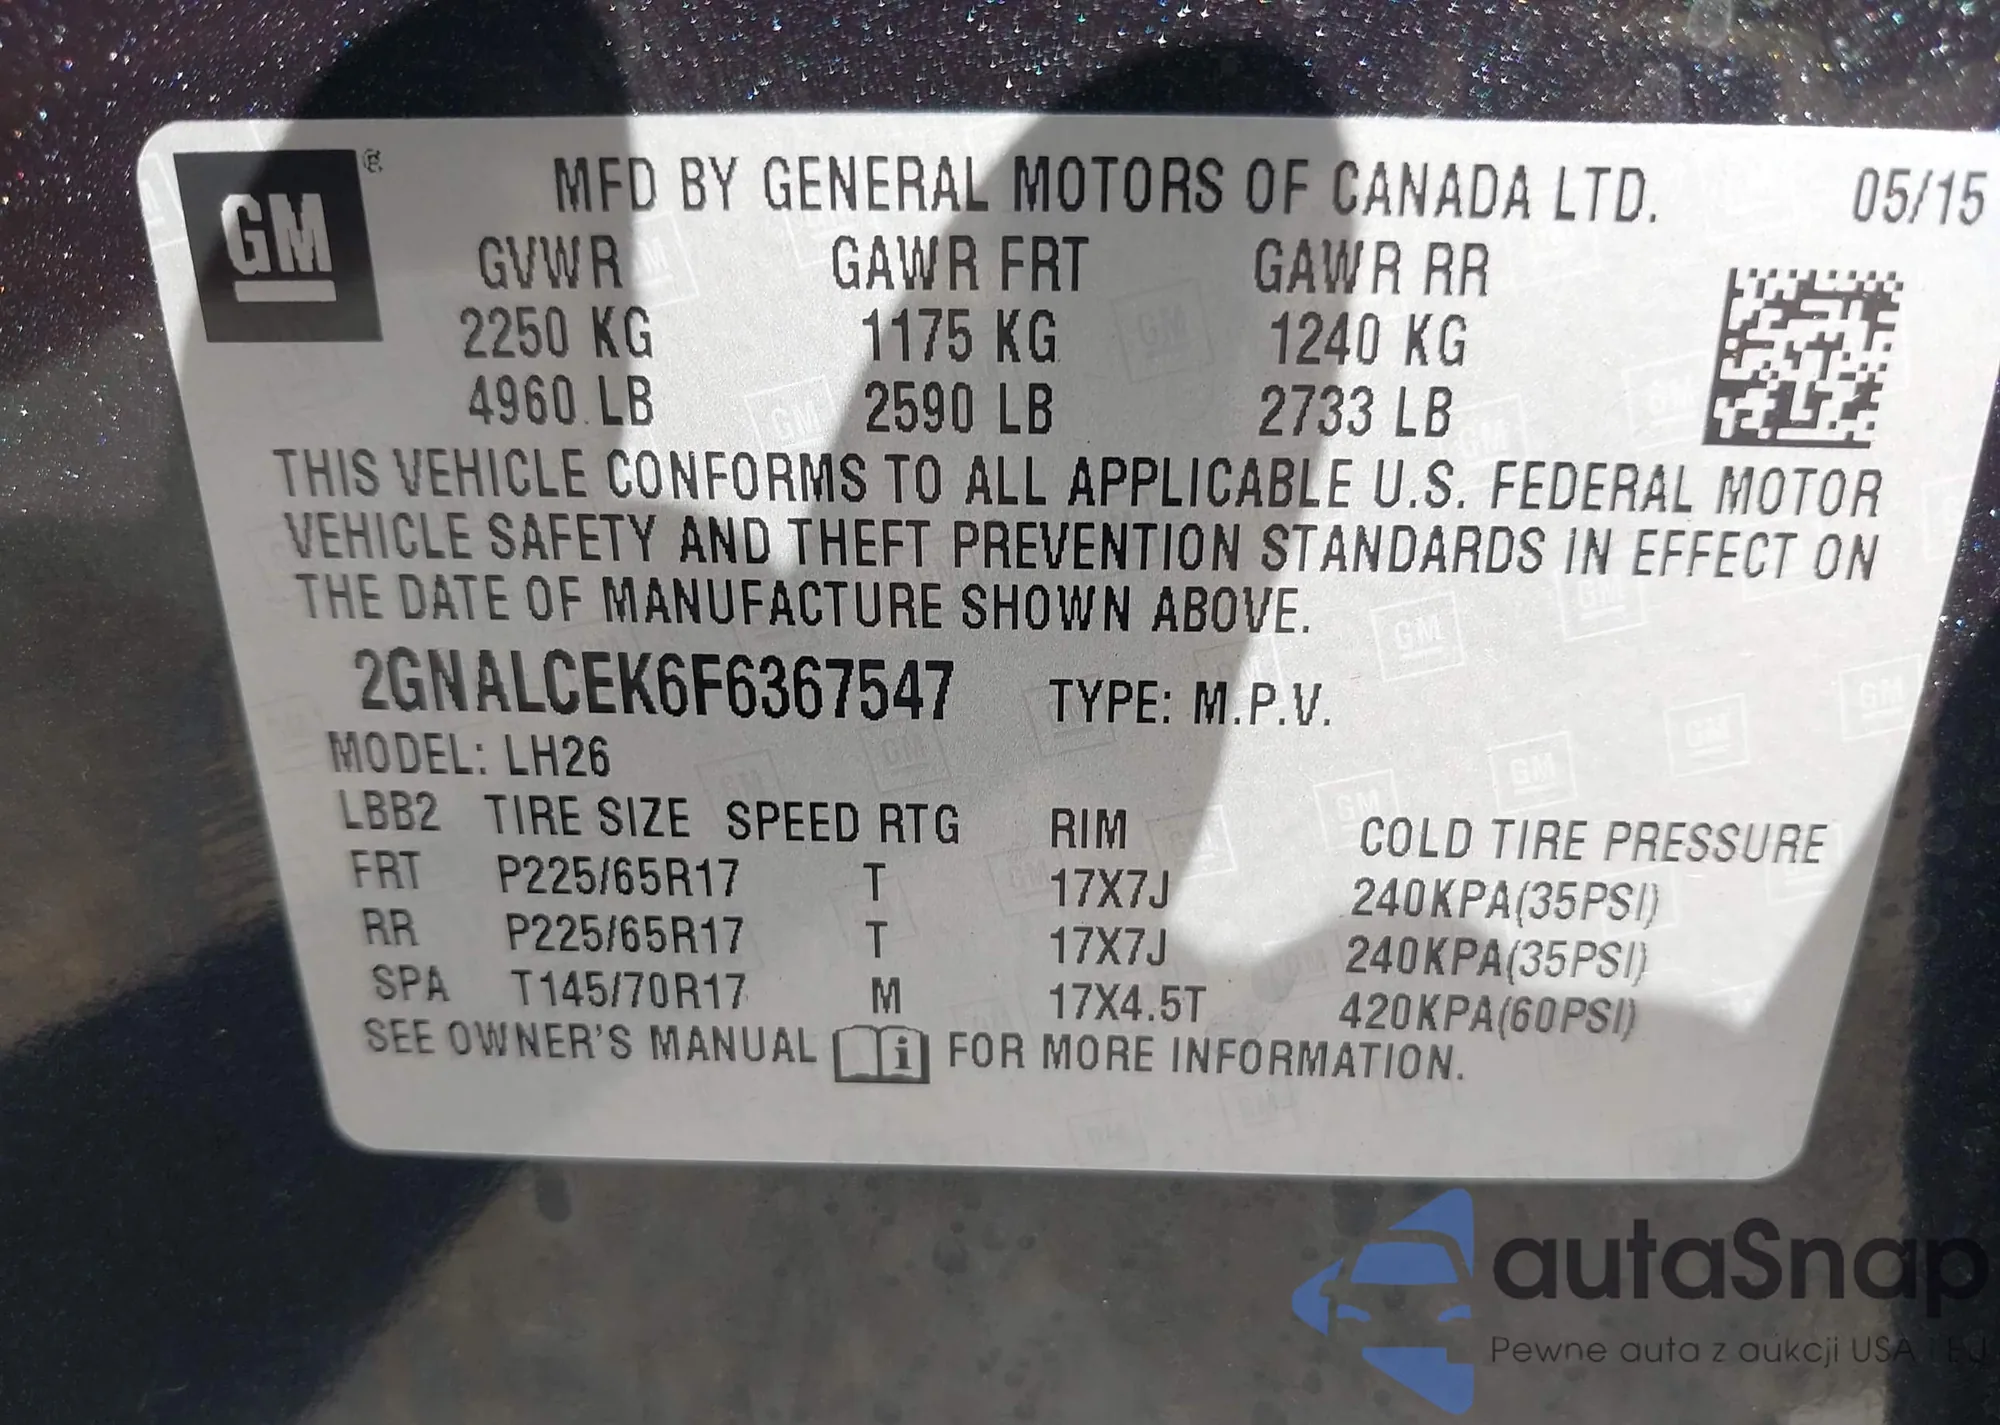 GM ® MFD BY GENERAL MOTORS OF CANADA LTD. 05/15
GVWR GAWR FRT GAWR RR
2250 KG 1175 KG 1240 KG
4960 LB 2590 LB 2733 LB
THIS VEHICLE CONFORMS TO ALL APPLICABLE U.S. FEDERAL MOTOR
VEHICLE SAFETY AND THEFT PREVENTION STANDARDS IN EFFECT ON
THE DATE OF MANUFACTURE SHOWN ABOVE.
2GNALCEK6F6367547 TYPE: M.P.V.
MODEL: LH26
LBB2 TIRE SIZE SPEED RTG RIM COLD TIRE PRESSURE
FRT P225/65R17 T 17X7J 240KPA(35PSI)
RR P225/65R17 T 17X7J 240KPA(35PSI)
SPA T145/70R17 M 17X4.5T 420KPA(60PSI)
SEE OWNER'S MANUAL i FOR MORE INFORMATION.
autaSnap
Pewne auta z aukcji USA i EU